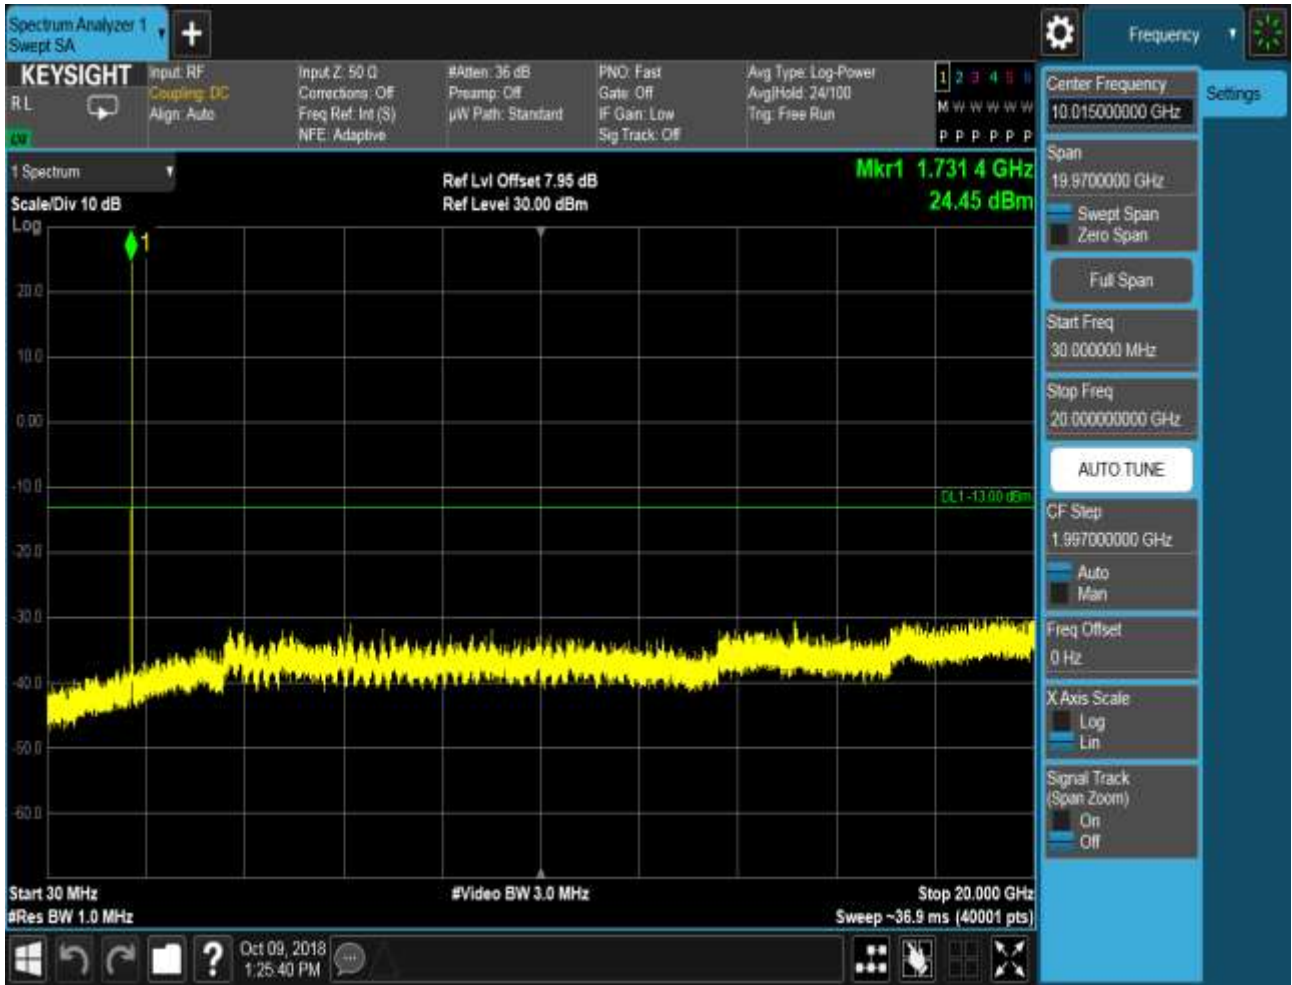 Spectrum Analyzer 1
Swept SA
+
Frequency
KEYSIGHT
RL
Input: RF
Coupling: DC
Align: Auto
Input Z: 50 Ω
Corrections: Off
Freq Ref: Int (S)
NFE: Adaptive
#Atten: 36 dB
Preamp: Off
µW Path: Standard
PNO: Fast
Gate: Off
IF Gain: Low
Sig Track: Off
Avg Type: Log-Power
Avg|Hold: 24/100
Trig: Free Run
1 2 3 4 5 6
M W W W W W
P P P P P P
1 Spectrum
Scale/Div 10 dB
Log
Ref Lvl Offset 7.95 dB
Ref Level 30.00 dBm
Mkr1 1.731 4 GHz
24.45 dBm
1
20.0
10.0
0.00
-10.0
DL1 -13.00 dBm
-20.0
-30.0
-40.0
-50.0
-60.0
Start 30 MHz
#Res BW 1.0 MHz
#Video BW 3.0 MHz
Stop 20.000 GHz
Sweep ~36.9 ms (40001 pts)
Center Frequency
10.015000000 GHz
Settings
Span
19.9700000 GHz
Swept Span
Zero Span
Full Span
Start Freq
30.000000 MHz
Stop Freq
20.000000000 GHz
AUTO TUNE
CF Step
1.997000000 GHz
Auto
Man
Freq Offset
0 Hz
X Axis Scale
Log
Lin
Signal Track
(Span Zoom)
On
Off
?
Oct 09, 2018
1:25:40 PM